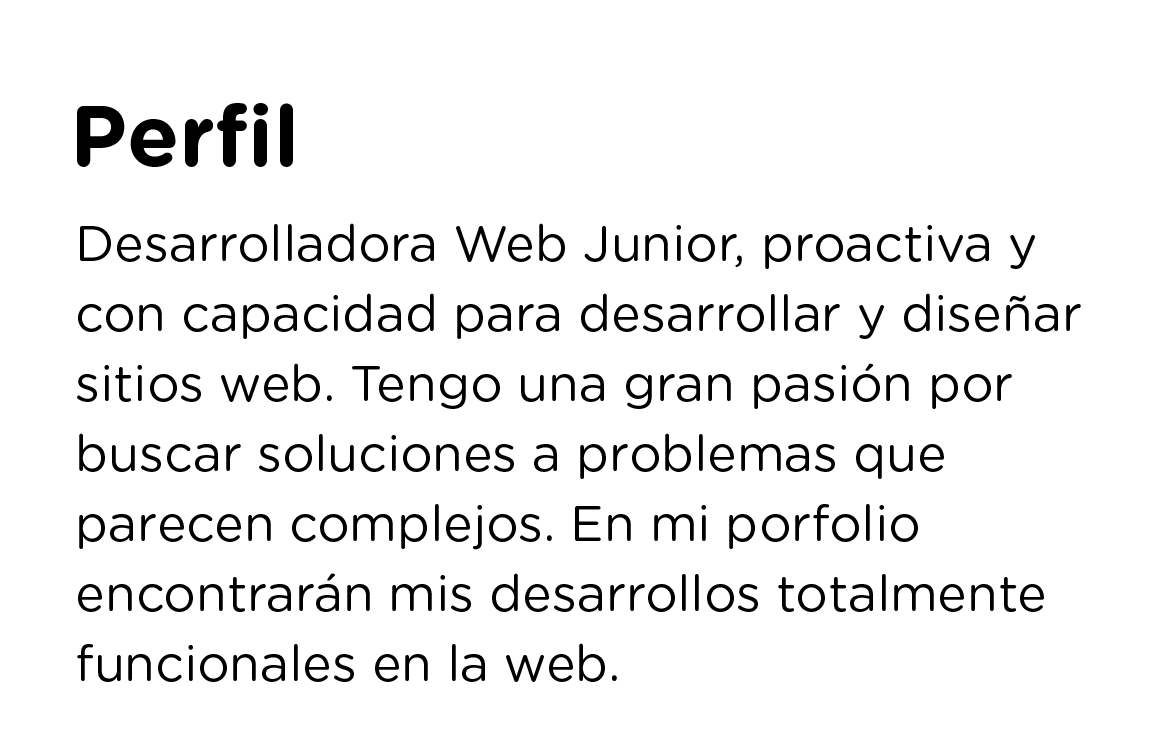 Perfil
Desarrolladora Web Junior, proactiva y
con capacidad para desarrollar y diseñar
sitios web. Tengo una gran pasión por
buscar soluciones a problemas que
parecen complejos. En mi porfolio
encontrarán mis desarrollos totalmente
funcionales en la web.